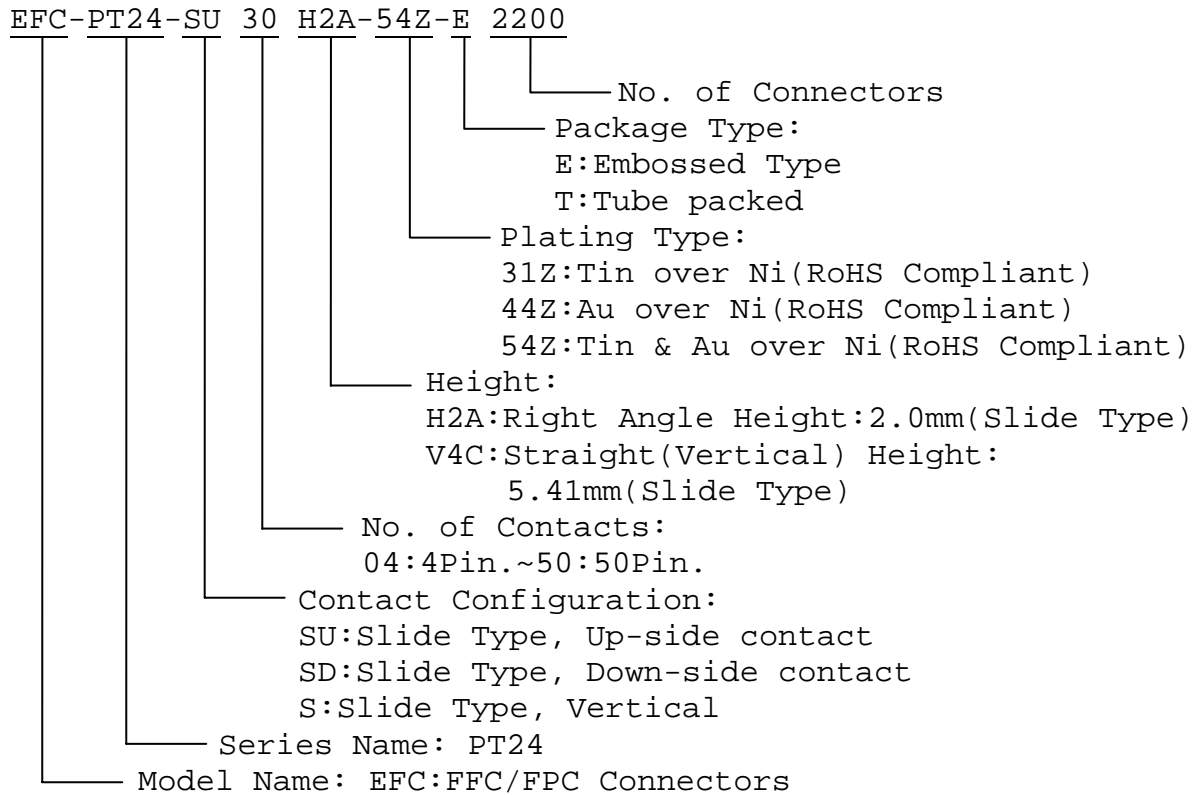 EFC-PT24-SU 30 H2A-54Z-E 2200
No. of Connectors
Package Type:
E:Embossed Type
T:Tube packed
Plating Type:
31Z:Tin over Ni(RoHS Compliant)
44Z:Au over Ni(RoHS Compliant)
54Z:Tin & Au over Ni(RoHS Compliant)
Height:
H2A:Right Angle Height:2.0mm(Slide Type)
V4C:Straight(Vertical) Height:
5.41mm(Slide Type)
No. of Contacts:
04:4Pin.~50:50Pin.
Contact Configuration:
SU:Slide Type, Up-side contact
SD:Slide Type, Down-side contact
S:Slide Type, Vertical
Series Name: PT24
Model Name: EFC:FFC/FPC Connectors